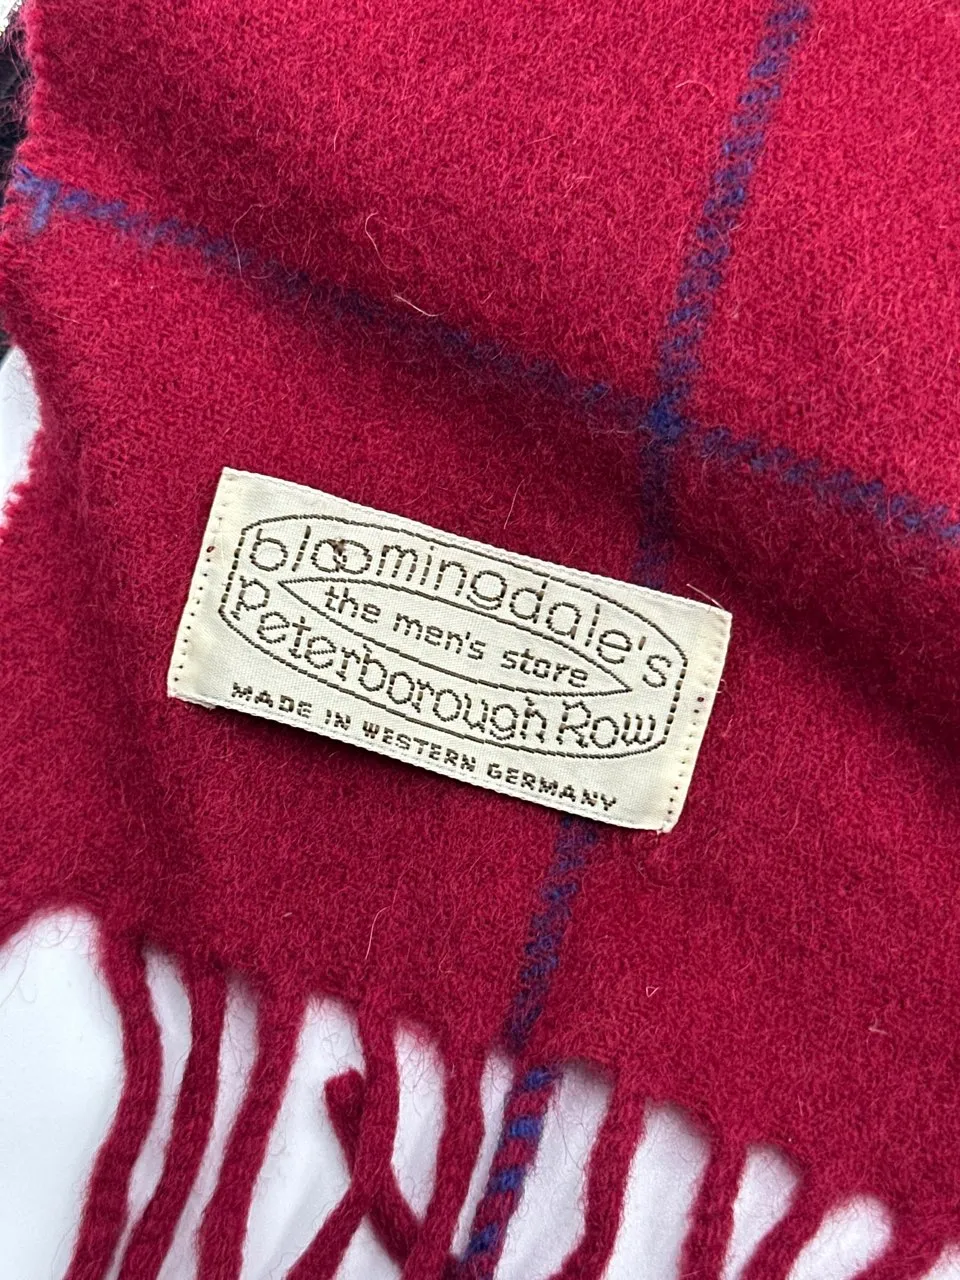 bloomingdale's
the men's store
Peterborough Row
MADE IN WESTERN GERMANY